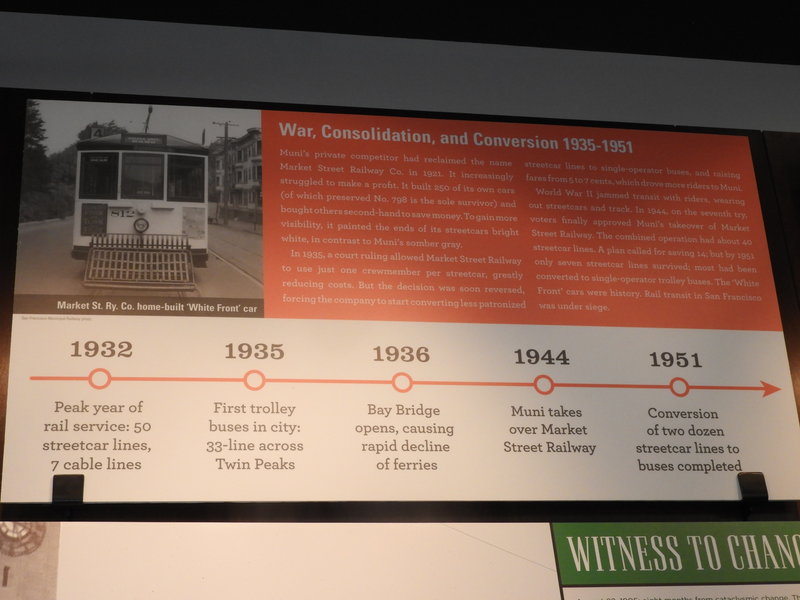 War, Consolidation, and Conversion 1935-1951
Muni's private competitor had reclaimed the name
Market Street Railway Co. in 1921. It increasingly
struggled to make a profit. It built 250 of its own cars
(of which preserved No. 798 is the sole survivor) and
bought others second-hand to save money. To gain more
visibility, it painted the ends of its streetcars bright
white, in contrast to Muni's somber gray.
In 1935, a court ruling allowed Market Street Railway
to use just one crewmember per streetcar, greatly
reducing costs. But the decision was soon reversed,
forcing the company to start converting less patronized
streetcar lines to single-operator buses, and raising
fares from 5 to 7 cents, which drove more riders to Muni.
World War II jammed transit with riders, wearing
out streetcars and track. In 1944, on the seventh try,
voters finally approved Muni's takeover of Market
Street Railway. The combined operation had about 40
streetcar lines. A plan called for saving 14; but by 1951
only seven streetcar lines survived; most had been
converted to single-operator trolley buses. The 'White
Front' cars were history. Rail transit in San Francisco
was under siege.
812
Market St. Ry. Co. home-built 'White Front' car
San Francisco Municipal Railway photo
1932
Peak year of
rail service: 50
streetcar lines,
7 cable lines
1935
First trolley
buses in city:
33-line across
Twin Peaks
1936
Bay Bridge
opens, causing
rapid decline
of ferries
1944
Muni takes
over Market
Street Railway
1951
Conversion
of two dozen
streetcar lines to
buses completed
WITNESS TO CHANG
eight months from cataclysmic change.